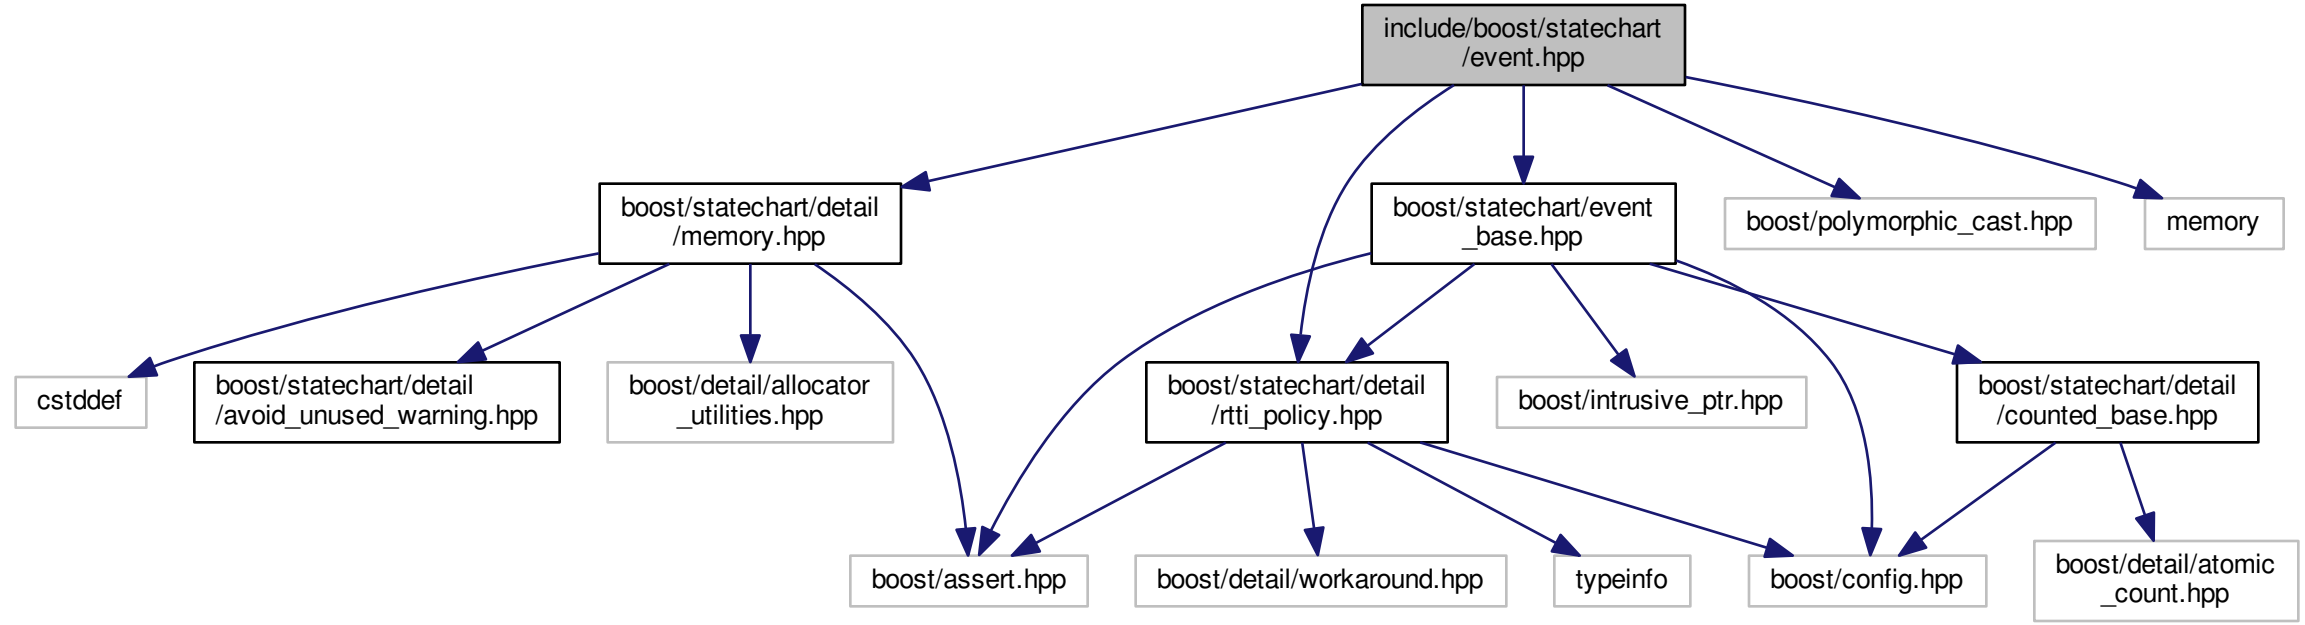 include/boost/statechart
/event.hpp
boost/statechart/detail
/memory.hpp
boost/statechart/event
_base.hpp
boost/polymorphic_cast.hpp
memory
cstddef
boost/statechart/detail
/avoid_unused_warning.hpp
boost/detail/allocator
_utilities.hpp
boost/statechart/detail
/rtti_policy.hpp
boost/intrusive_ptr.hpp
boost/statechart/detail
/counted_base.hpp
boost/assert.hpp
boost/detail/workaround.hpp
typeinfo
boost/config.hpp
boost/detail/atomic
_count.hpp